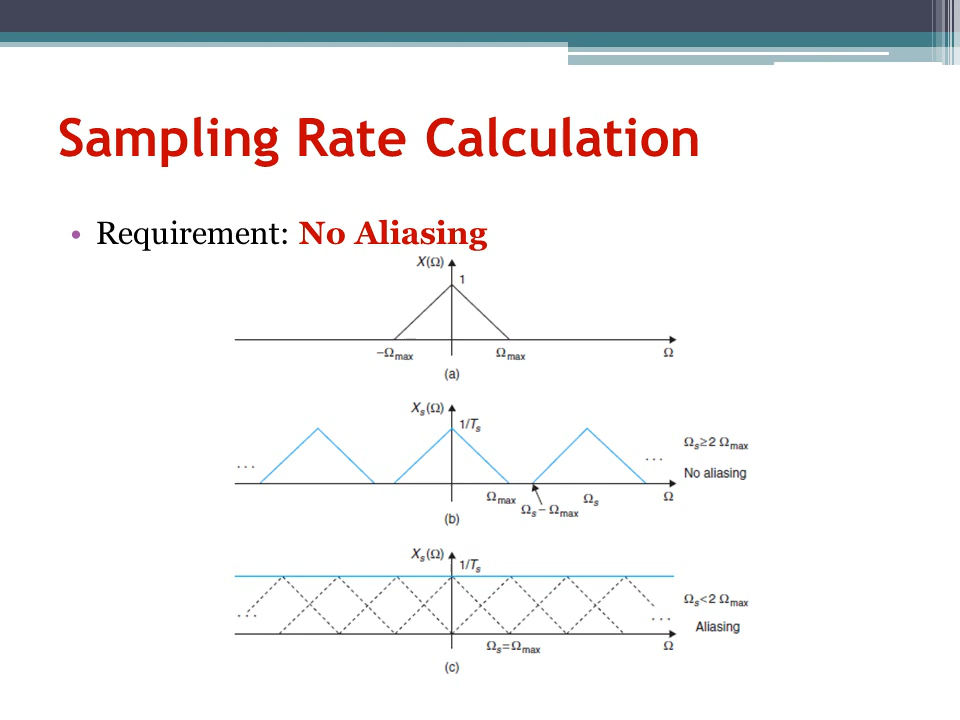 Sampling Rate Calculation
• Requirement: No Aliasing
X(Ω)
1
−Ωmax
Ωmax
Ω
(a)
Xs(Ω)
1/Ts
Ωs≥2 Ωmax
...
...
No aliasing
Ωmax
Ωs
Ω
Ωs − Ωmax
(b)
Xs(Ω)
1/Ts
Ωs<2 Ωmax
...
...
Aliasing
Ωs=Ωmax
Ω
(c)